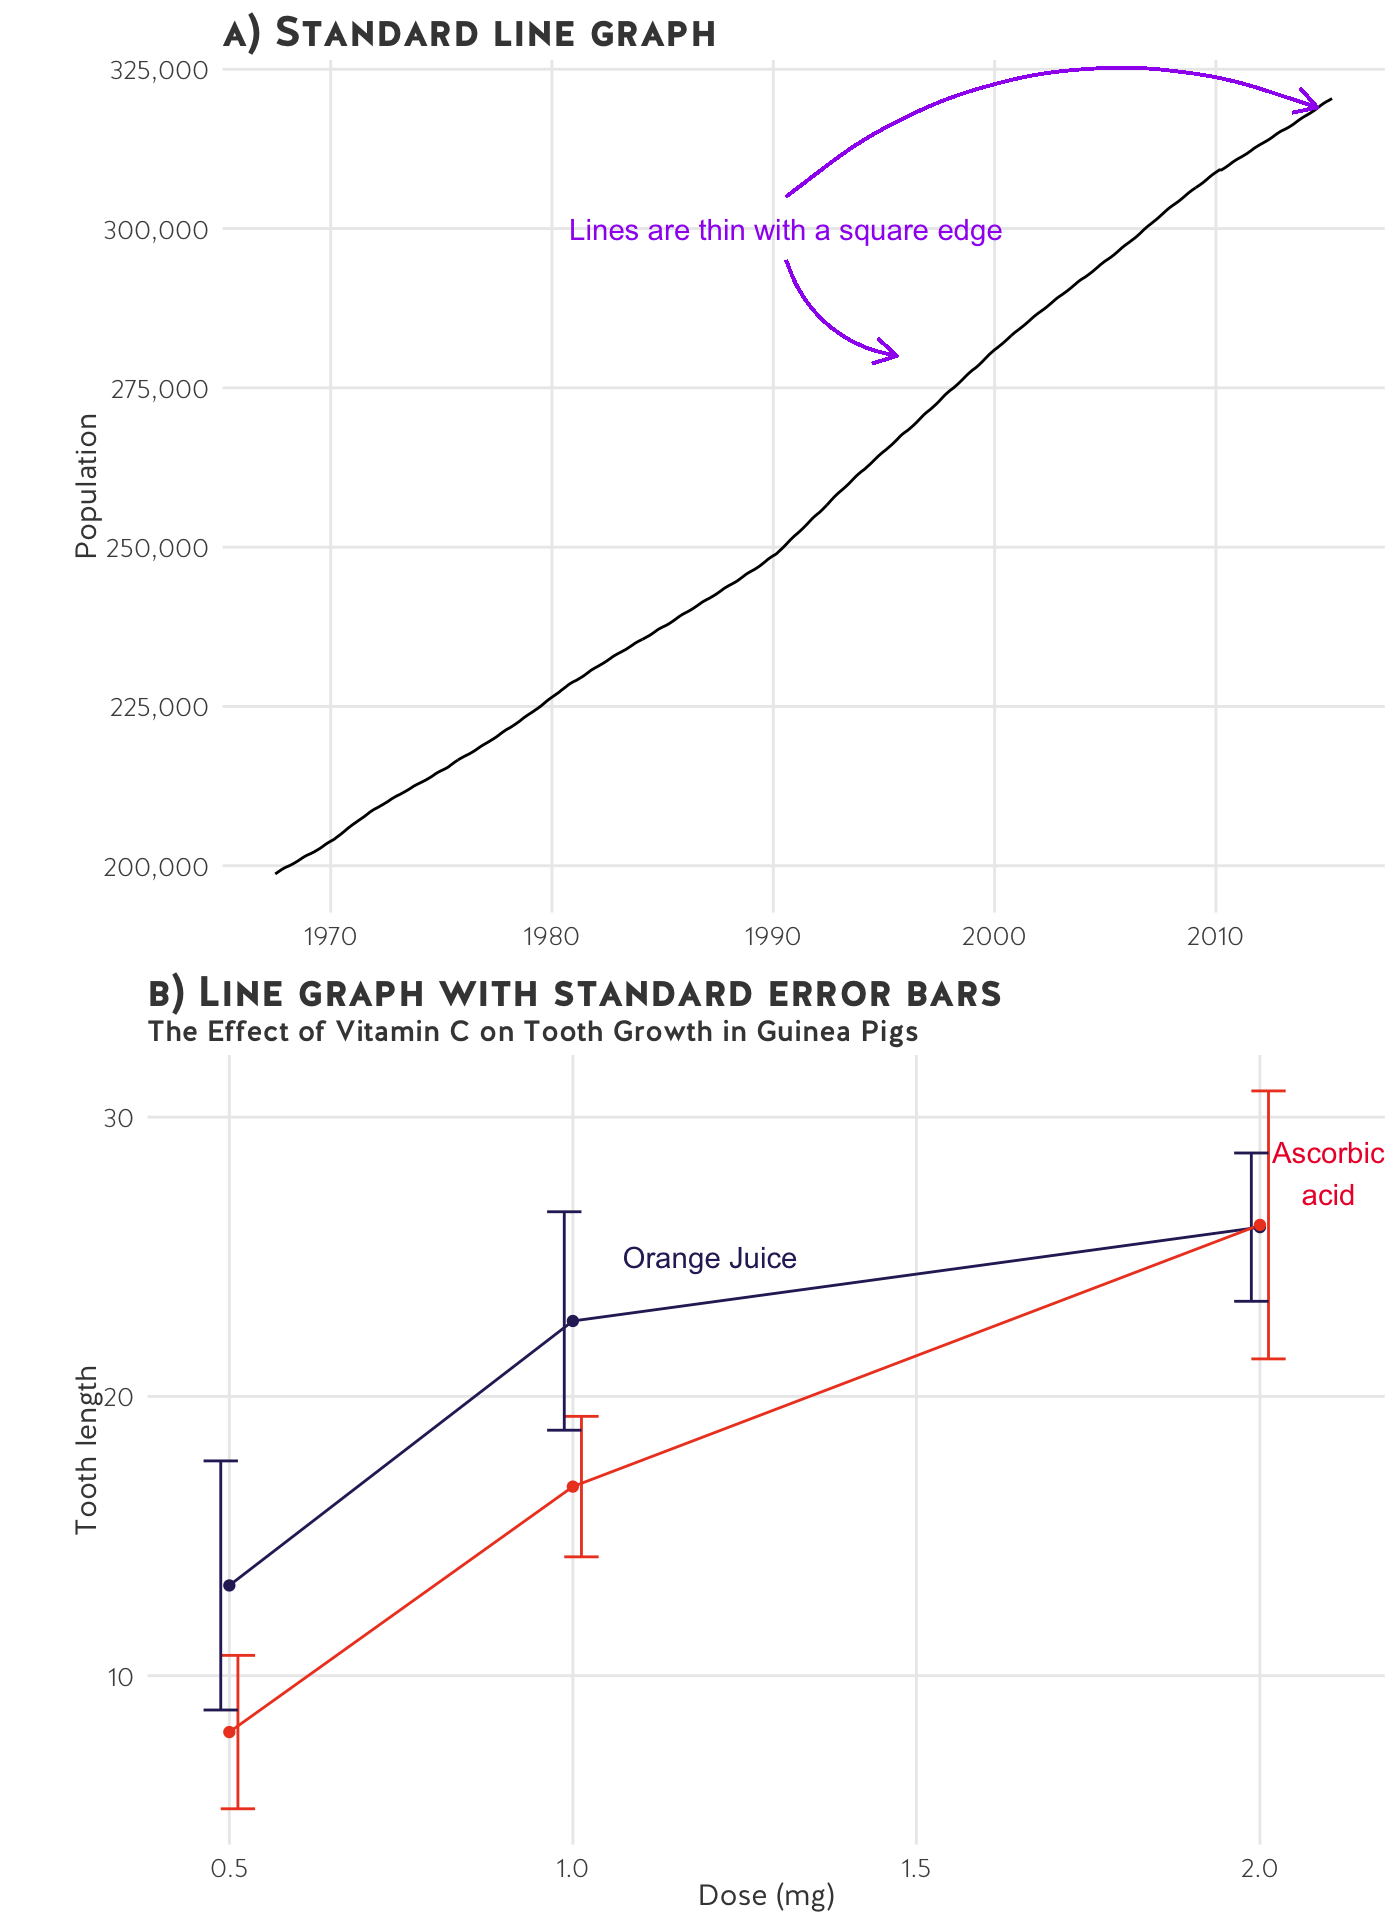 A) STANDARD LINE GRAPH
325,000
300,000
275,000
250,000
225,000
200,000
Population
Lines are thin with a square edge
1970 1980 1990 2000 2010
B) LINE GRAPH WITH STANDARD ERROR BARS
The Effect of Vitamin C on Tooth Growth in Guinea Pigs
30
20
10
Tooth length
Ascorbic
acid
Orange Juice
0.5 1.0 1.5 2.0
Dose (mg)